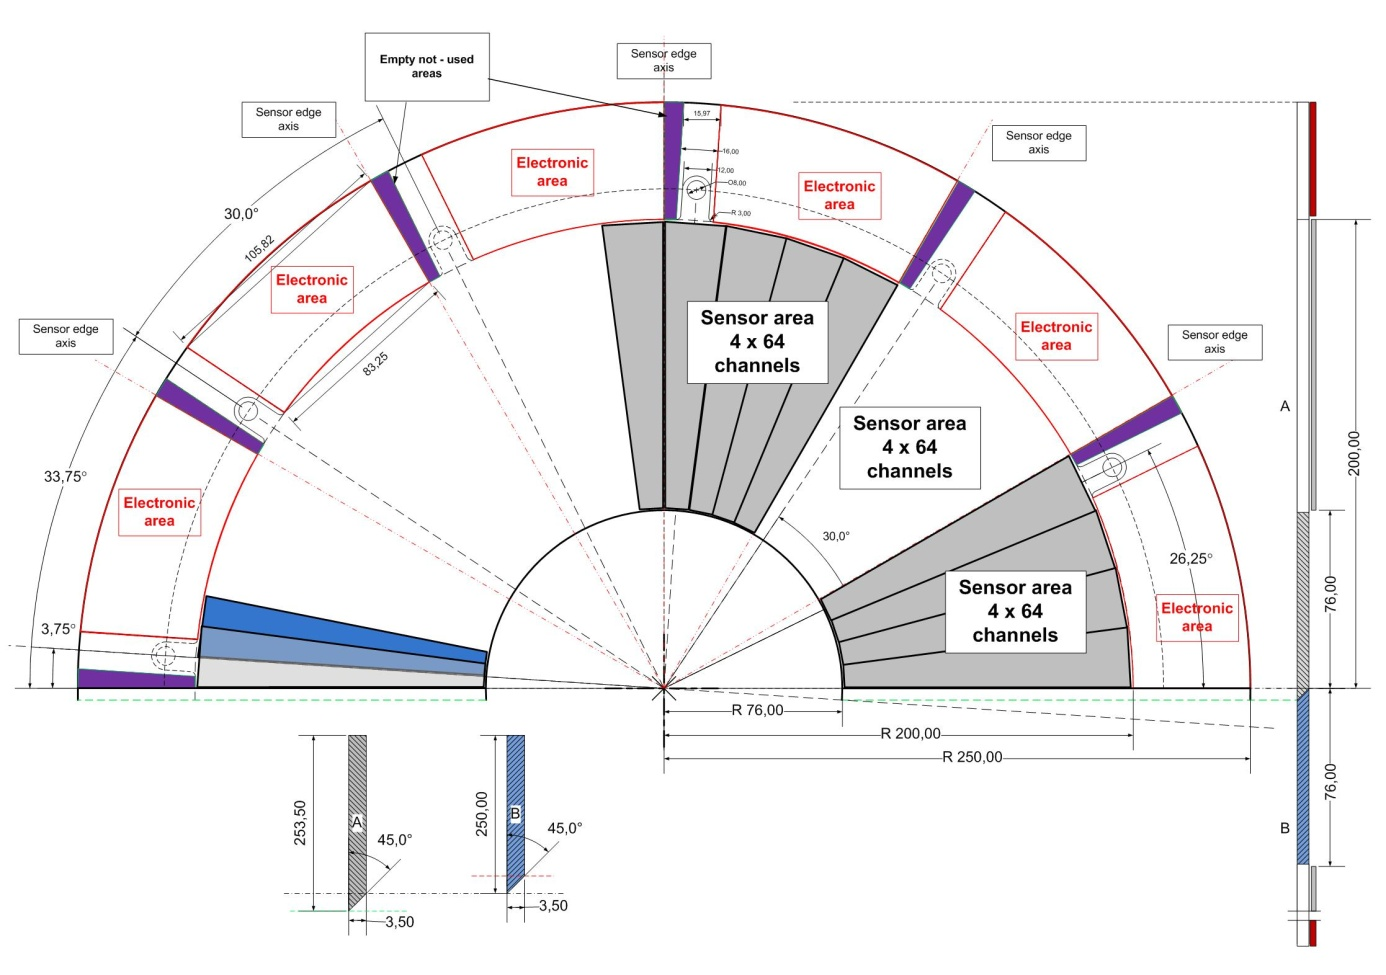 Empty not - used
areas
Sensor edge
axis
Sensor edge
axis
Sensor edge
axis
Sensor edge
axis
Sensor edge
axis
Electronic
area
Electronic
area
Electronic
area
Electronic
area
Electronic
area
Electronic
area
15,97
16,00
12,00
O8,00
R 3,00
30,0°
105,82
83,25
33,75°
3,75°
Sensor area
4 x 64
channels
Sensor area
4 x 64
channels
Sensor area
4 x 64
channels
30,0°
26,25°
A
200,00
76,00
76,00
B
R 76,00
R 200,00
R 250,00
253,50
A
45,0°
3,50
250,00
B
45,0°
3,50